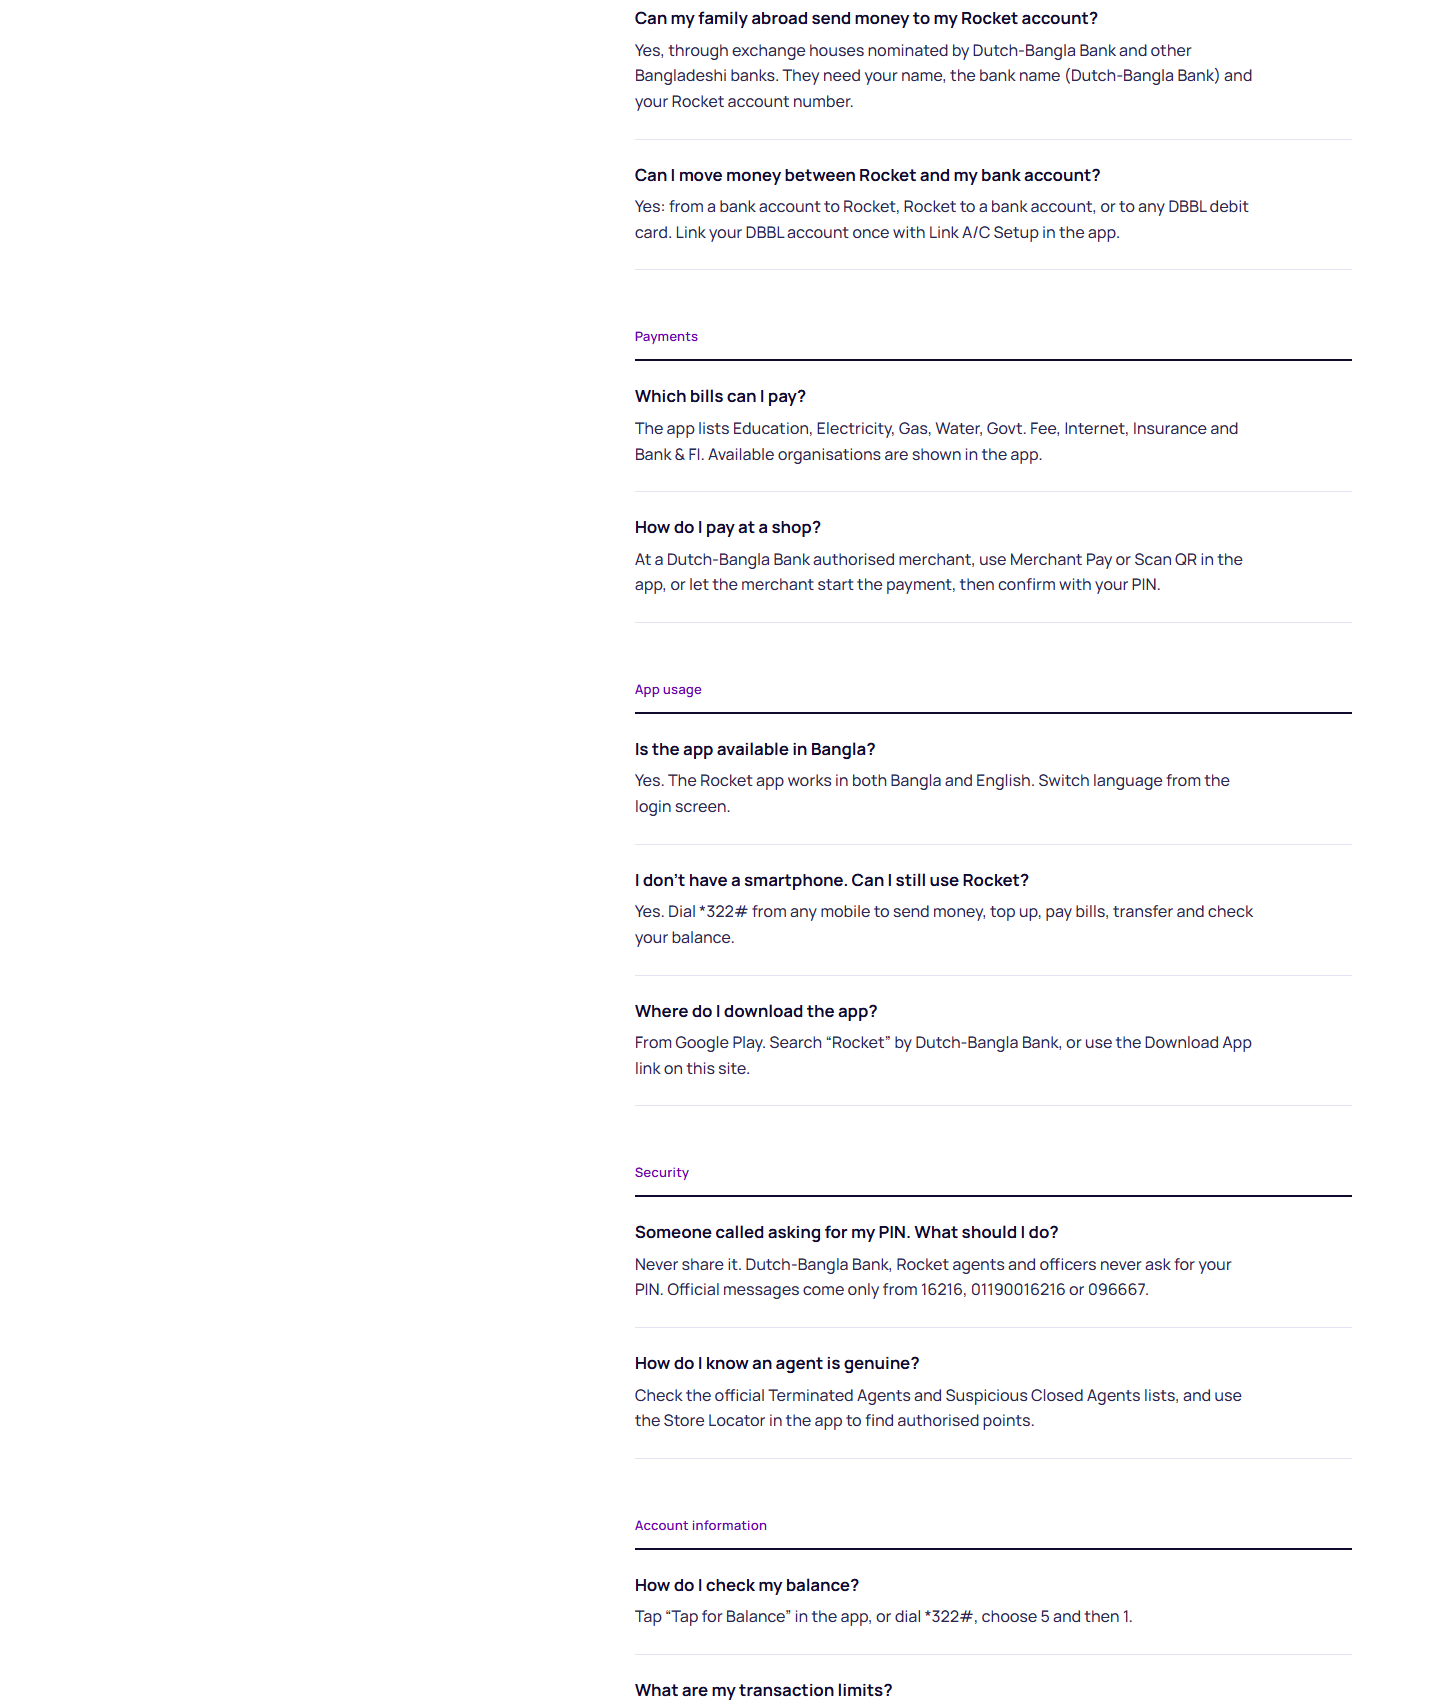 Can my family abroad send money to my Rocket account?
Yes, through exchange houses nominated by Dutch-Bangla Bank and other
Bangladeshi banks. They need your name, the bank name (Dutch-Bangla Bank) and
your Rocket account number.
Can I move money between Rocket and my bank account?
Yes: from a bank account to Rocket, Rocket to a bank account, or to any DBBL debit
card. Link your DBBL account once with Link A/C Setup in the app.
Payments
Which bills can I pay?
The app lists Education, Electricity, Gas, Water, Govt. Fee, Internet, Insurance and
Bank & FI. Available organisations are shown in the app.
How do I pay at a shop?
At a Dutch-Bangla Bank authorised merchant, use Merchant Pay or Scan QR in the
app, or let the merchant start the payment, then confirm with your PIN.
App usage
Is the app available in Bangla?
Yes. The Rocket app works in both Bangla and English. Switch language from the
login screen.
I don’t have a smartphone. Can I still use Rocket?
Yes. Dial *322# from any mobile to send money, top up, pay bills, transfer and check
your balance.
Where do I download the app?
From Google Play. Search “Rocket” by Dutch-Bangla Bank, or use the Download App
link on this site.
Security
Someone called asking for my PIN. What should I do?
Never share it. Dutch-Bangla Bank, Rocket agents and officers never ask for your
PIN. Official messages come only from 16216, 01190016216 or 096667.
How do I know an agent is genuine?
Check the official Terminated Agents and Suspicious Closed Agents lists, and use
the Store Locator in the app to find authorised points.
Account information
How do I check my balance?
Tap “Tap for Balance” in the app, or dial *322#, choose 5 and then 1.
What are my transaction limits?